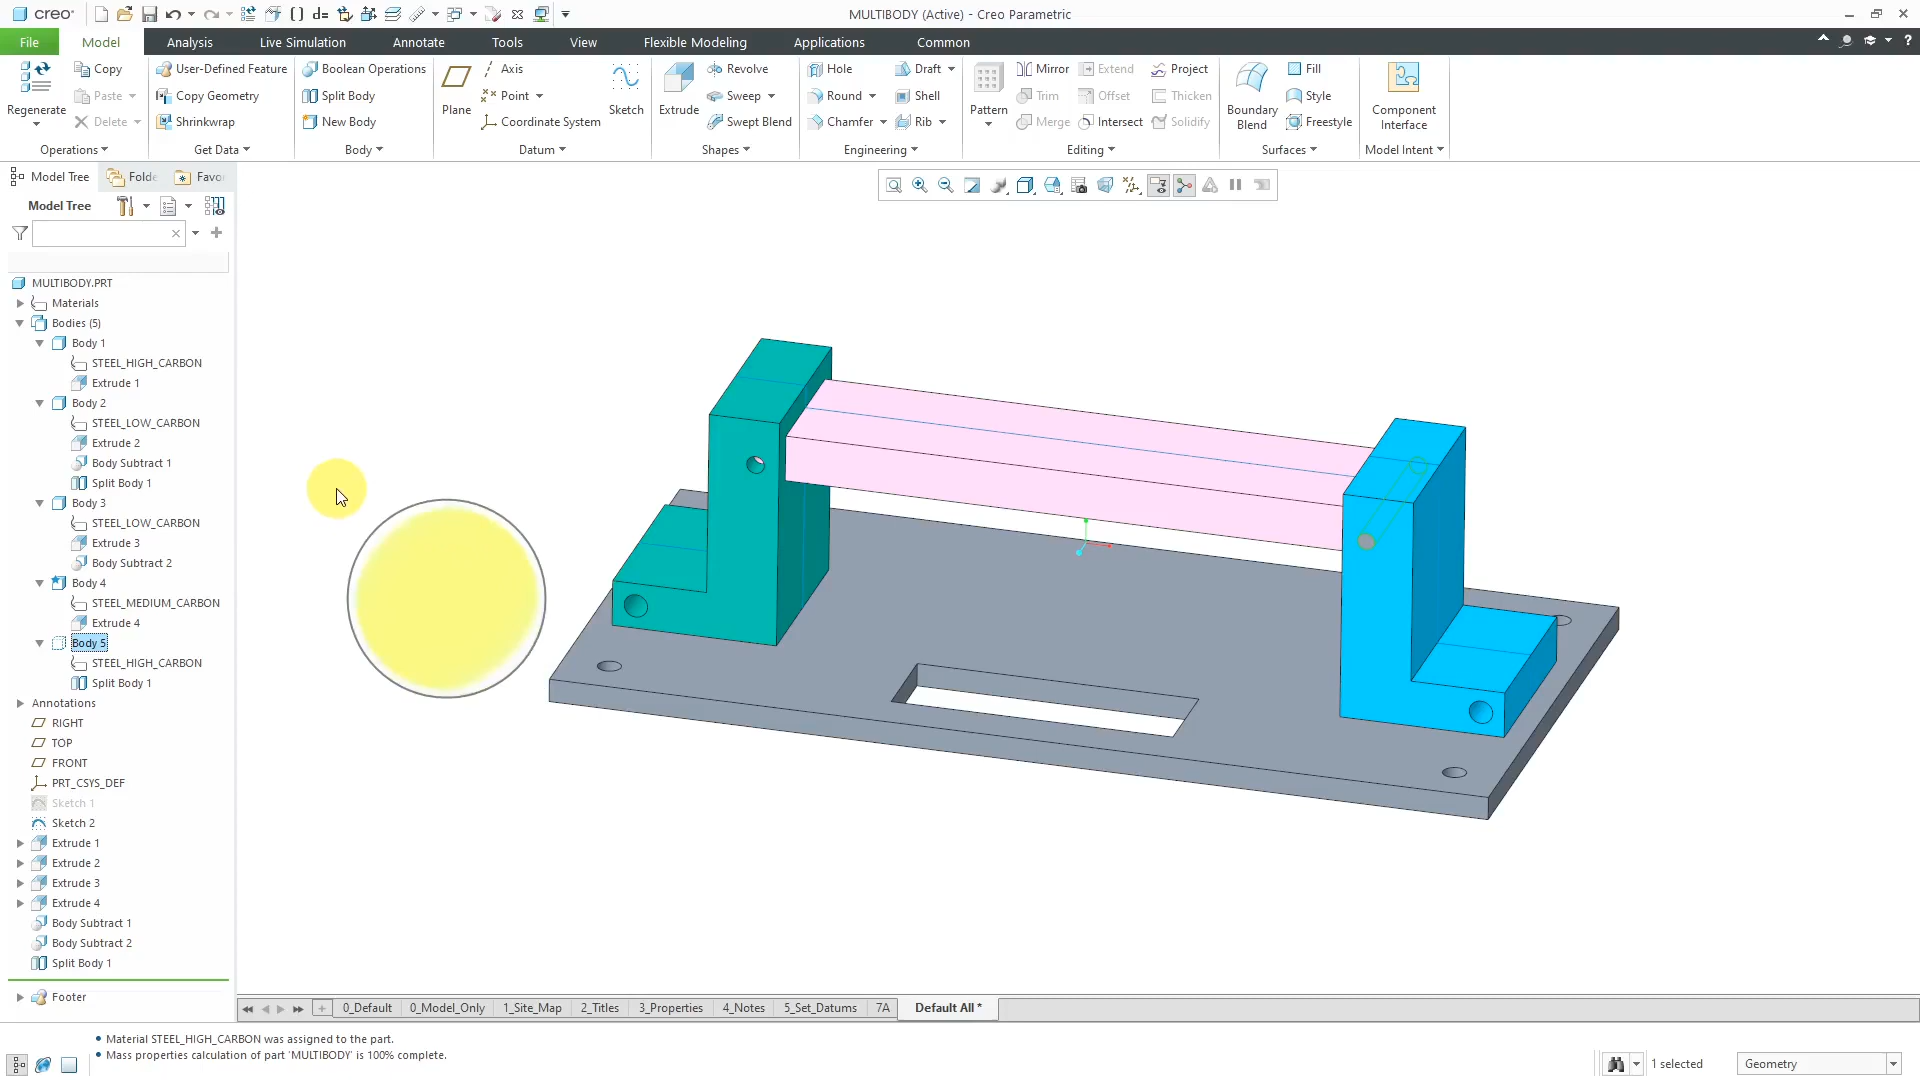 creo
MULTIBODY (Active) - Creo Parametric
File Model Analysis Live Simulation Annotate Tools View Flexible Modeling Applications Common
Regenerate
Copy
Paste
Delete
Operations
User-Defined Feature
Copy Geometry
Shrinkwrap
Get Data
Boolean Operations
Split Body
New Body
Body
Plane
Axis
Point
Coordinate System
Sketch
Datum
Extrude
Revolve
Sweep
Swept Blend
Shapes
Hole
Round
Chamfer
Draft
Shell
Rib
Engineering
Pattern
Mirror
Trim
Merge
Extend
Offset
Intersect
Project
Thicken
Solidify
Editing
Boundary
Blend
Fill
Style
Freestyle
Surfaces
Component
Interface
Model Intent
Model Tree Folde Favor
Model Tree
MULTIBODY.PRT
Materials
Bodies (5)
Body 1
STEEL_HIGH_CARBON
Extrude 1
Body 2
STEEL_LOW_CARBON
Extrude 2
Body Subtract 1
Split Body 1
Body 3
STEEL_LOW_CARBON
Extrude 3
Body Subtract 2
Body 4
STEEL_MEDIUM_CARBON
Extrude 4
Body 5
STEEL_HIGH_CARBON
Split Body 1
Annotations
RIGHT
TOP
FRONT
PRT_CSYS_DEF
Sketch 1
Sketch 2
Extrude 1
Extrude 2
Extrude 3
Extrude 4
Body Subtract 1
Body Subtract 2
Split Body 1
Footer
0_Default 0_Model_Only 1_Site_Map 2_Titles 3_Properties 4_Notes 5_Set_Datums 7A Default All *
• Material STEEL_HIGH_CARBON was assigned to the part.
• Mass properties calculation of part 'MULTIBODY' is 100% complete.
1 selected
Geometry